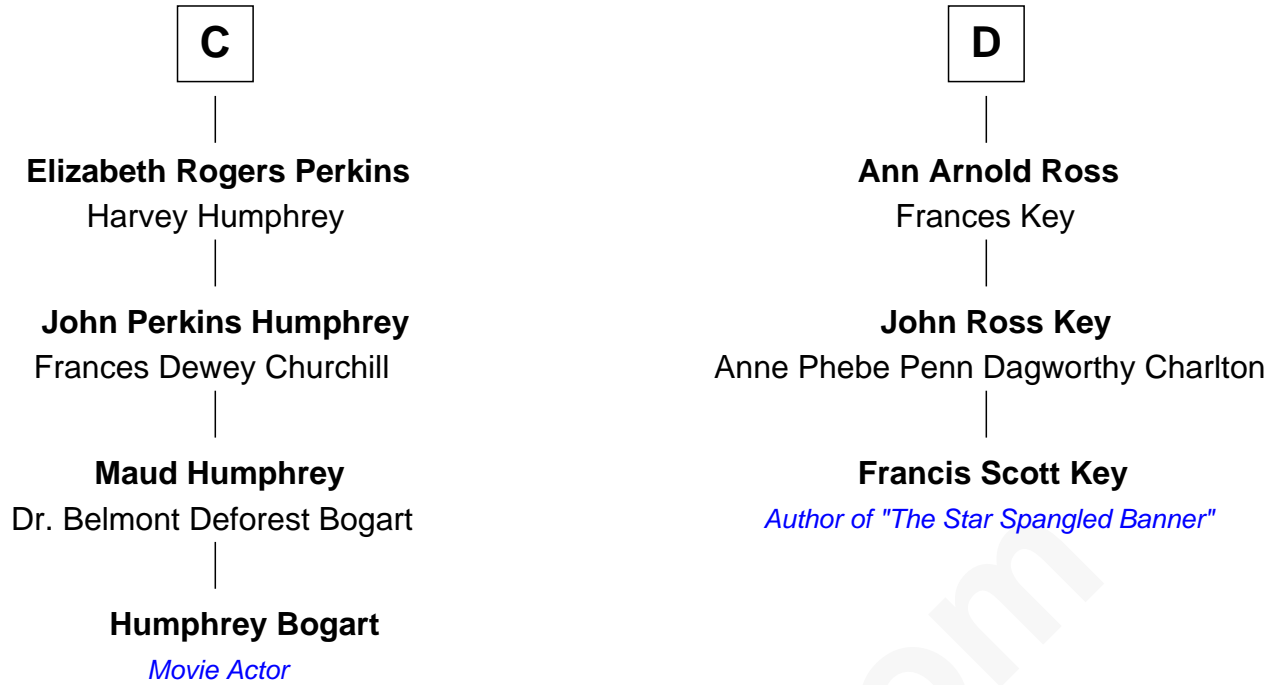 C
Elizabeth Rogers Perkins
Harvey Humphrey
John Perkins Humphrey
Frances Dewey Churchill
Maud Humphrey
Dr. Belmont Deforest Bogart
Humphrey Bogart
Movie Actor
D
Ann Arnold Ross
Frances Key
John Ross Key
Anne Phebe Penn Dagworthy Charlton
Francis Scott Key
Author of "The Star Spangled Banner"
om